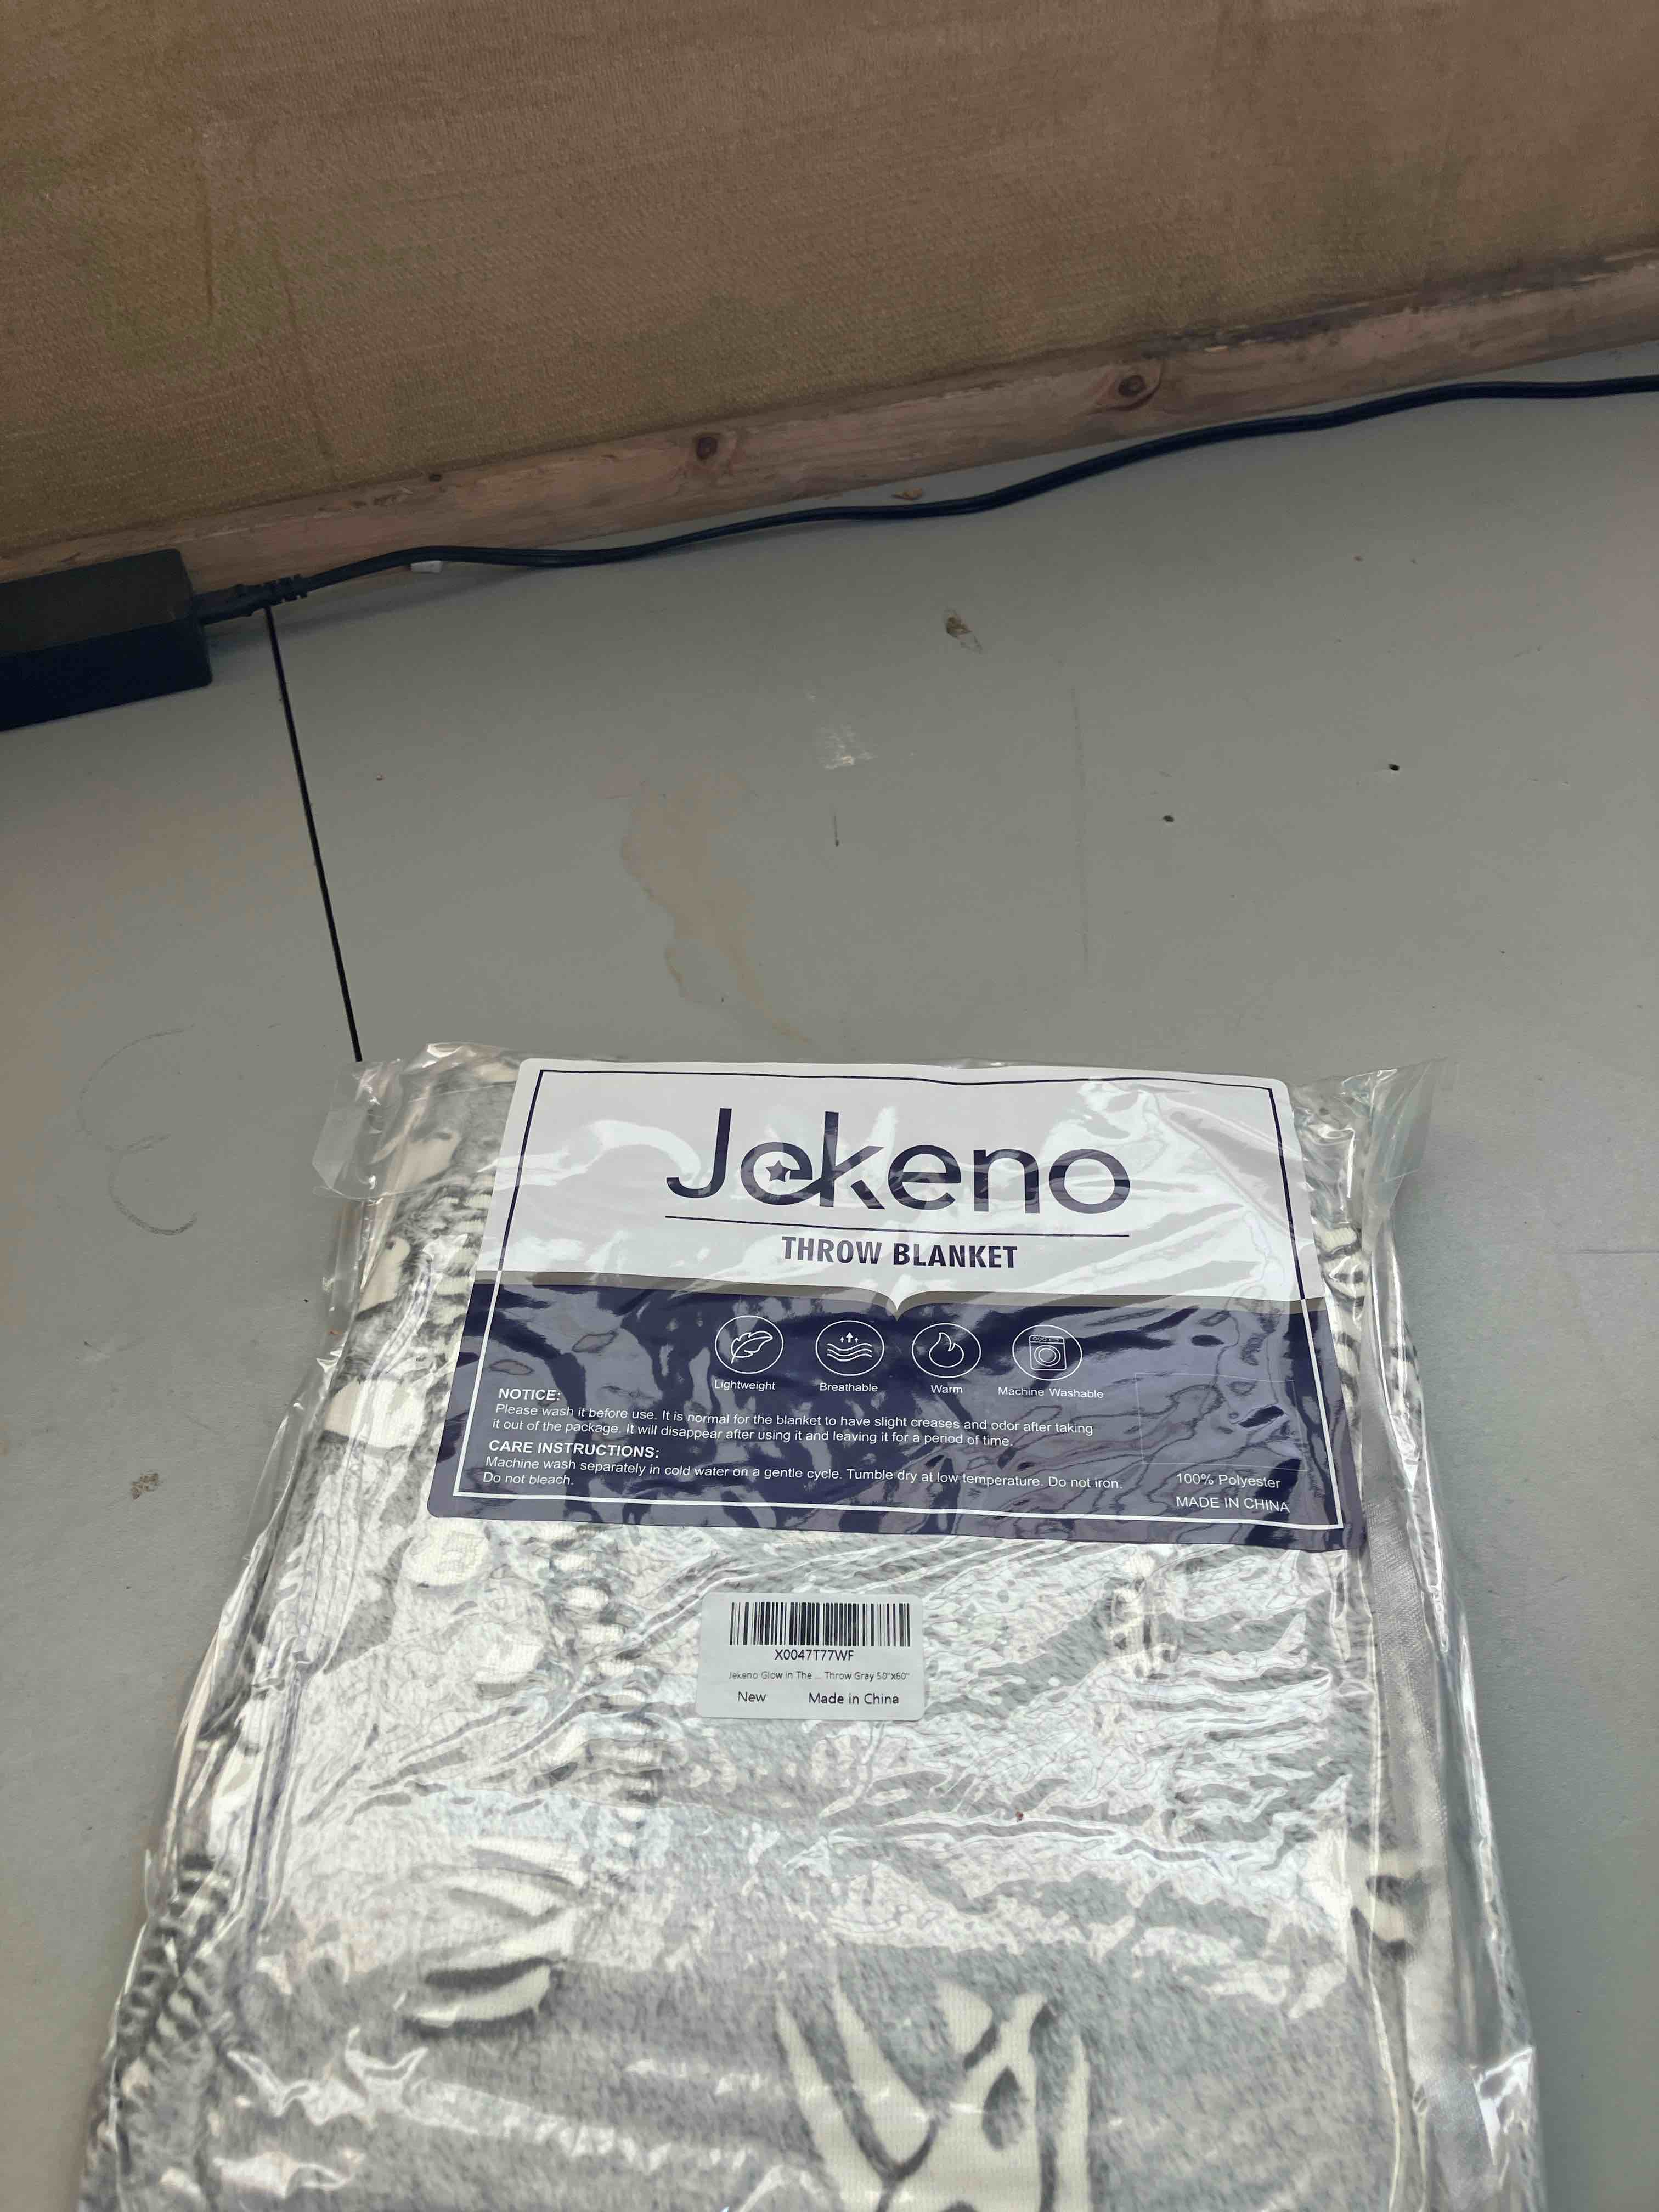 Jekeno
THROW BLANKET
Lightweight Breathable Warm Machine Washable
NOTICE:
Please wash it before use. It is normal for the blanket to have slight creases and odor after taking
it out of the package. It will disappear after using it and leaving it for a period of time.
CARE INSTRUCTIONS:
Machine wash separately in cold water on a gentle cycle. Tumble dry at low temperature. Do not iron.
Do not bleach.
100% Polyester
MADE IN CHINA
X0047T77WF
Jekeno Glow in The ... Throw Gray 50"x60"
New Made in China